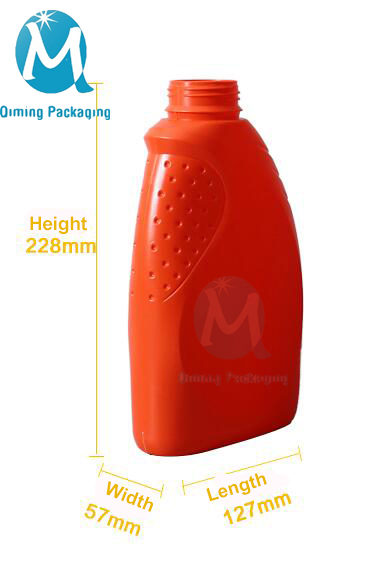 Qiming Packaging
Height
228mm
Qiming Packaging
Width
57mm
Length
127mm